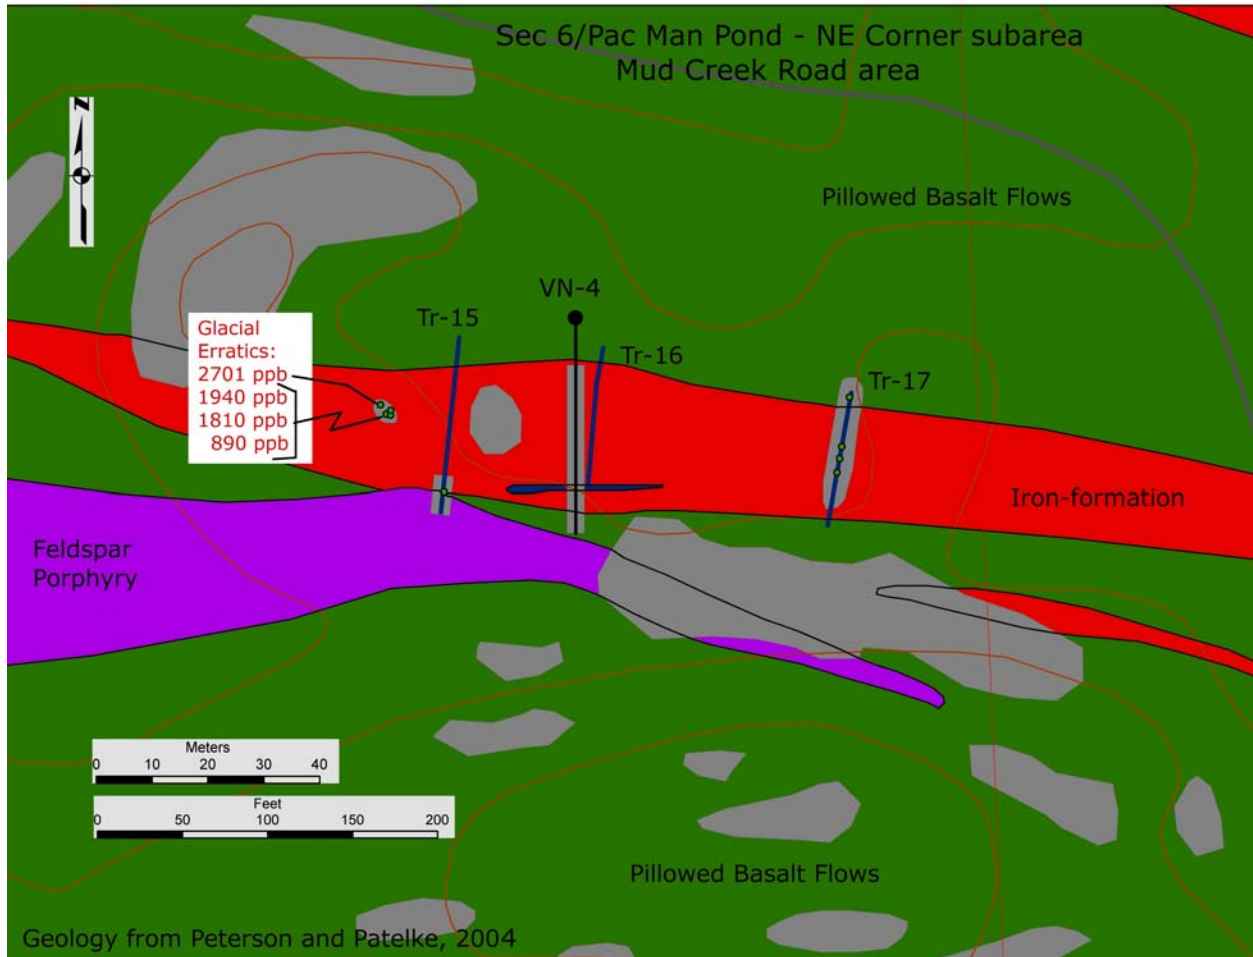 Sec 6/Pac Man Pond - NE Corner subarea
Mud Creek Road area
N
Pillowed Basalt Flows
VN-4
Tr-15
Glacial
Erratics:
2701 ppb
1940 ppb
1810 ppb
890 ppb
Tr-16
Tr-17
Iron-formation
Feldspar
Porphyry
Meters
0 10 20 30 40
Feet
0 50 100 150 200
Pillowed Basalt Flows
Geology from Peterson and Patelke, 2004